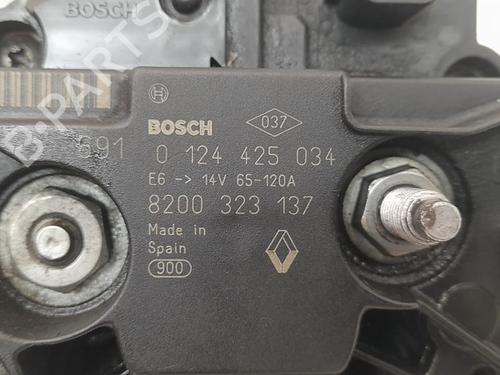 BOSCH
B-PARTS
BOSCH
037
691 0 124 425 034
E6 -> 14V 65-120A
8200 323 137
Made in
Spain
900